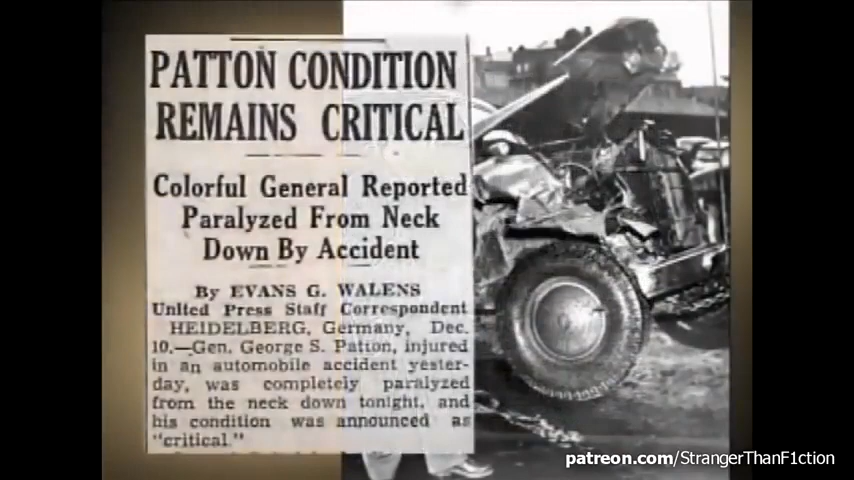 PATTON CONDITION
REMAINS CRITICAL
Colorful General Reported
Paralyzed From Neck
Down By Accident
By EVANS G. WALENS
United Press Staff Correspondent
HEIDELBERG, Germany, Dec.
10.—Gen. George S. Patton, injured
in an automobile accident yester-
day, was completely paralyzed
from the neck down tonight, and
his condition was announced as
"critical."
patreon.com/StrangerThanF1ction